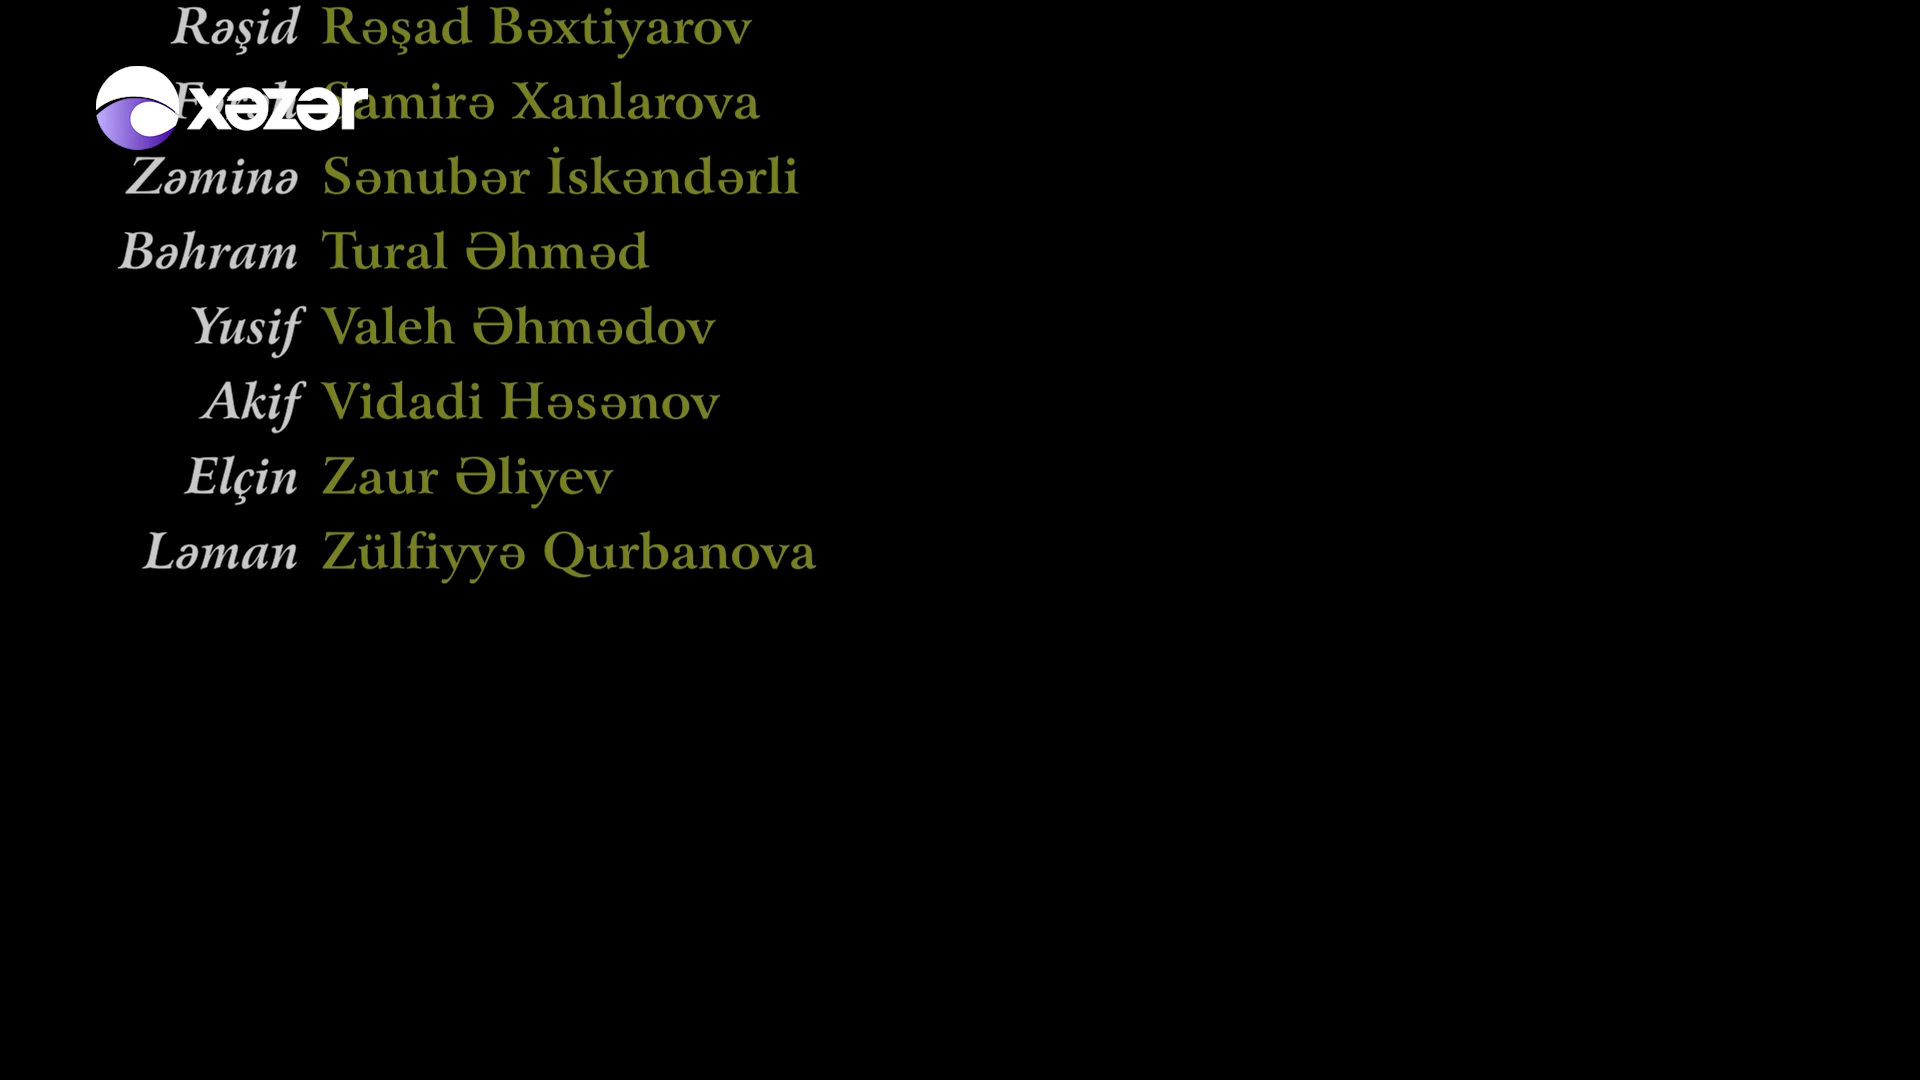 Rəşid Rəşad Bəxtiyarov
xəzər
Samirə Xanlarova
Zəminə Sənubər İskəndərli
Bəhram Tural Əhməd
Yusif Valeh Əhmədov
Akif Vidadi Həsənov
Elçin Zaur Əliyev
Ləman Zülfiyyə Qurbanova